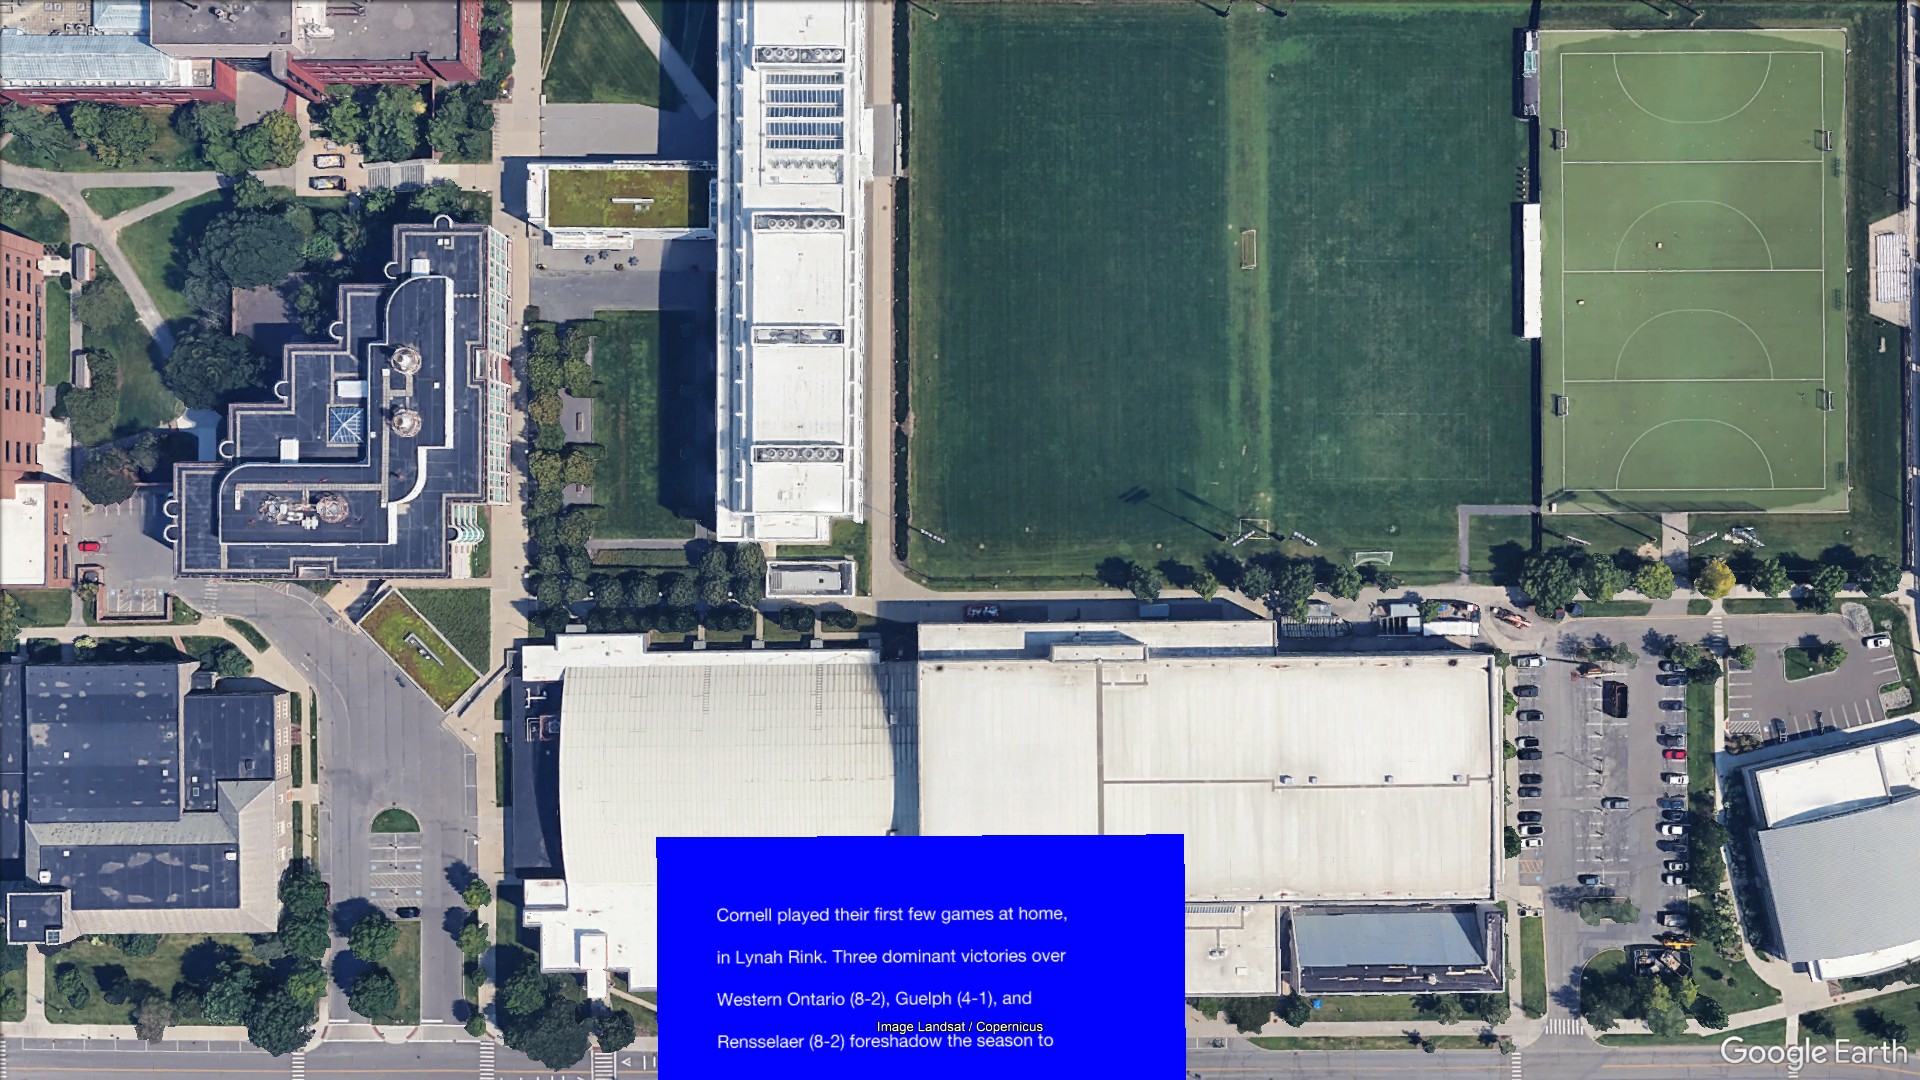 Cornell played their first few games at home,
in Lynah Rink. Three dominant victories over
Western Ontario (8-2), Guelph (4-1), and
Image Landsat / Copernicus
Rensselaer (8-2) foreshadow the season to
Google Earth